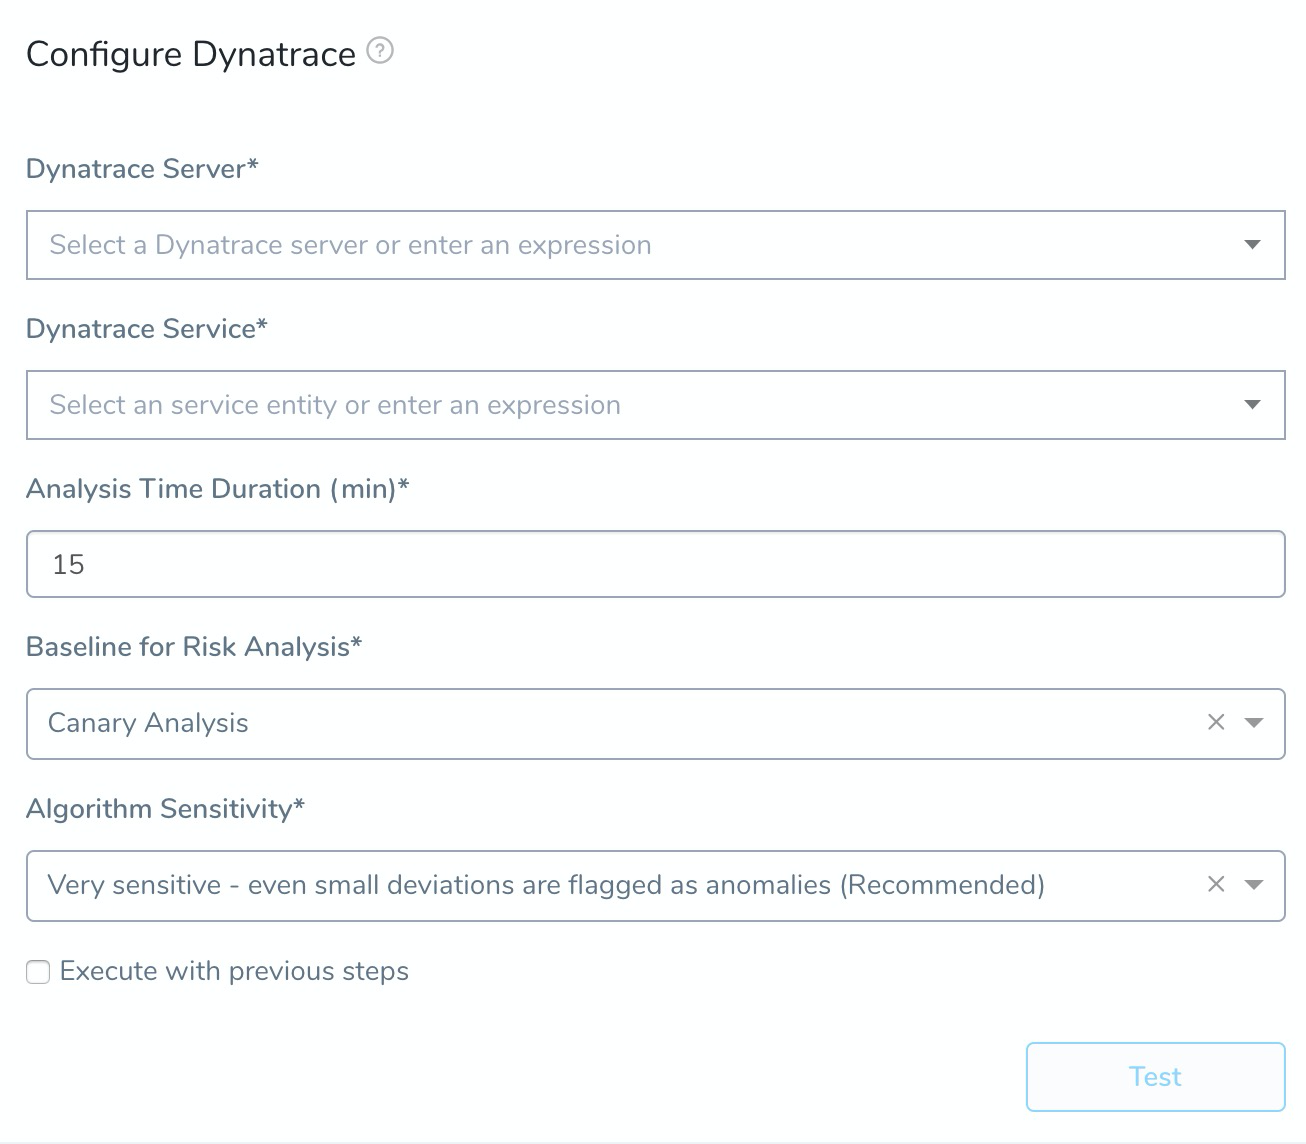 Configure Dynatrace ?
Dynatrace Server*
Select a Dynatrace server or enter an expression
Dynatrace Service*
Select an service entity or enter an expression
Analysis Time Duration (min)*
15
Baseline for Risk Analysis*
Canary Analysis
Algorithm Sensitivity*
Very sensitive - even small deviations are flagged as anomalies (Recommended)
Execute with previous steps
Test